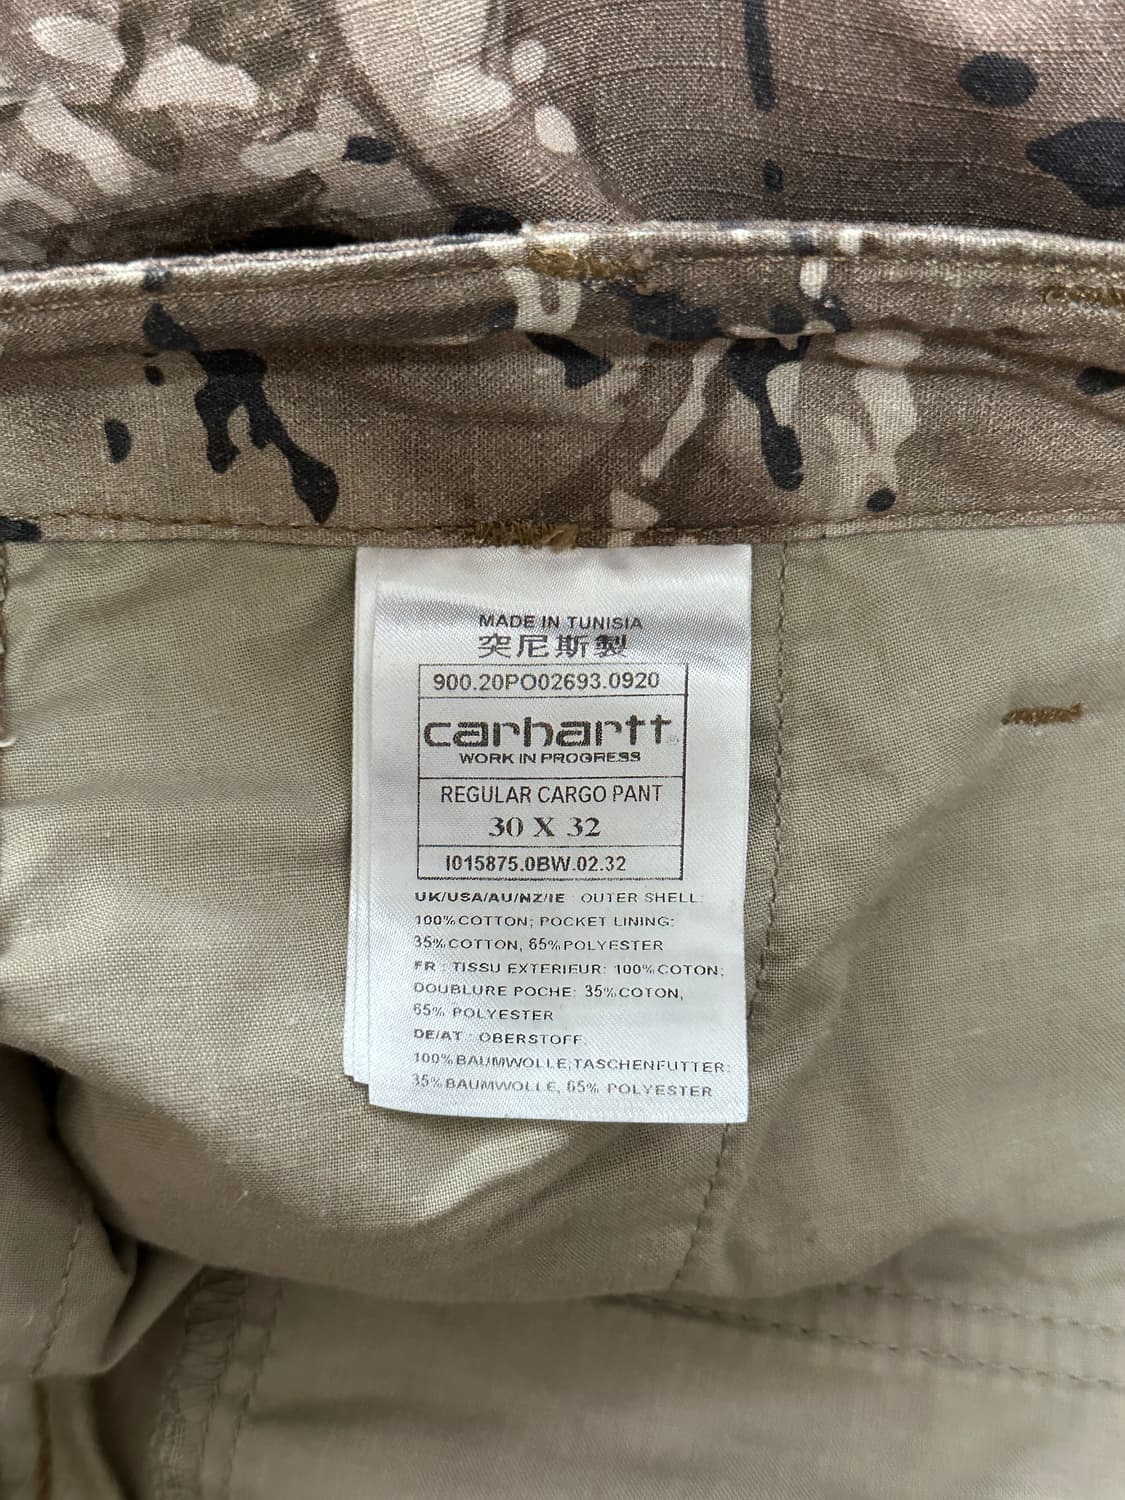 MADE IN TUNISIA
突尼斯製
900.20PO02693.0920
carhartt®
WORK IN PROGRESS
REGULAR CARGO PANT
30 X 32
I015875.0BW.02.32
UK/USA/AU/NZ/IE OUTER SHELL:
100% COTTON; POCKET LINING:
35% COTTON, 65% POLYESTER
FR : TISSU EXTERIEUR: 100% COTON;
DOUBLURE POCHE: 35% COTON,
65% POLYESTER
DE/AT : OBERSTOFF:
100% BAUMWOLLE,TASCHENFUTTER:
35% BAUMWOLLE, 65% POLYESTER